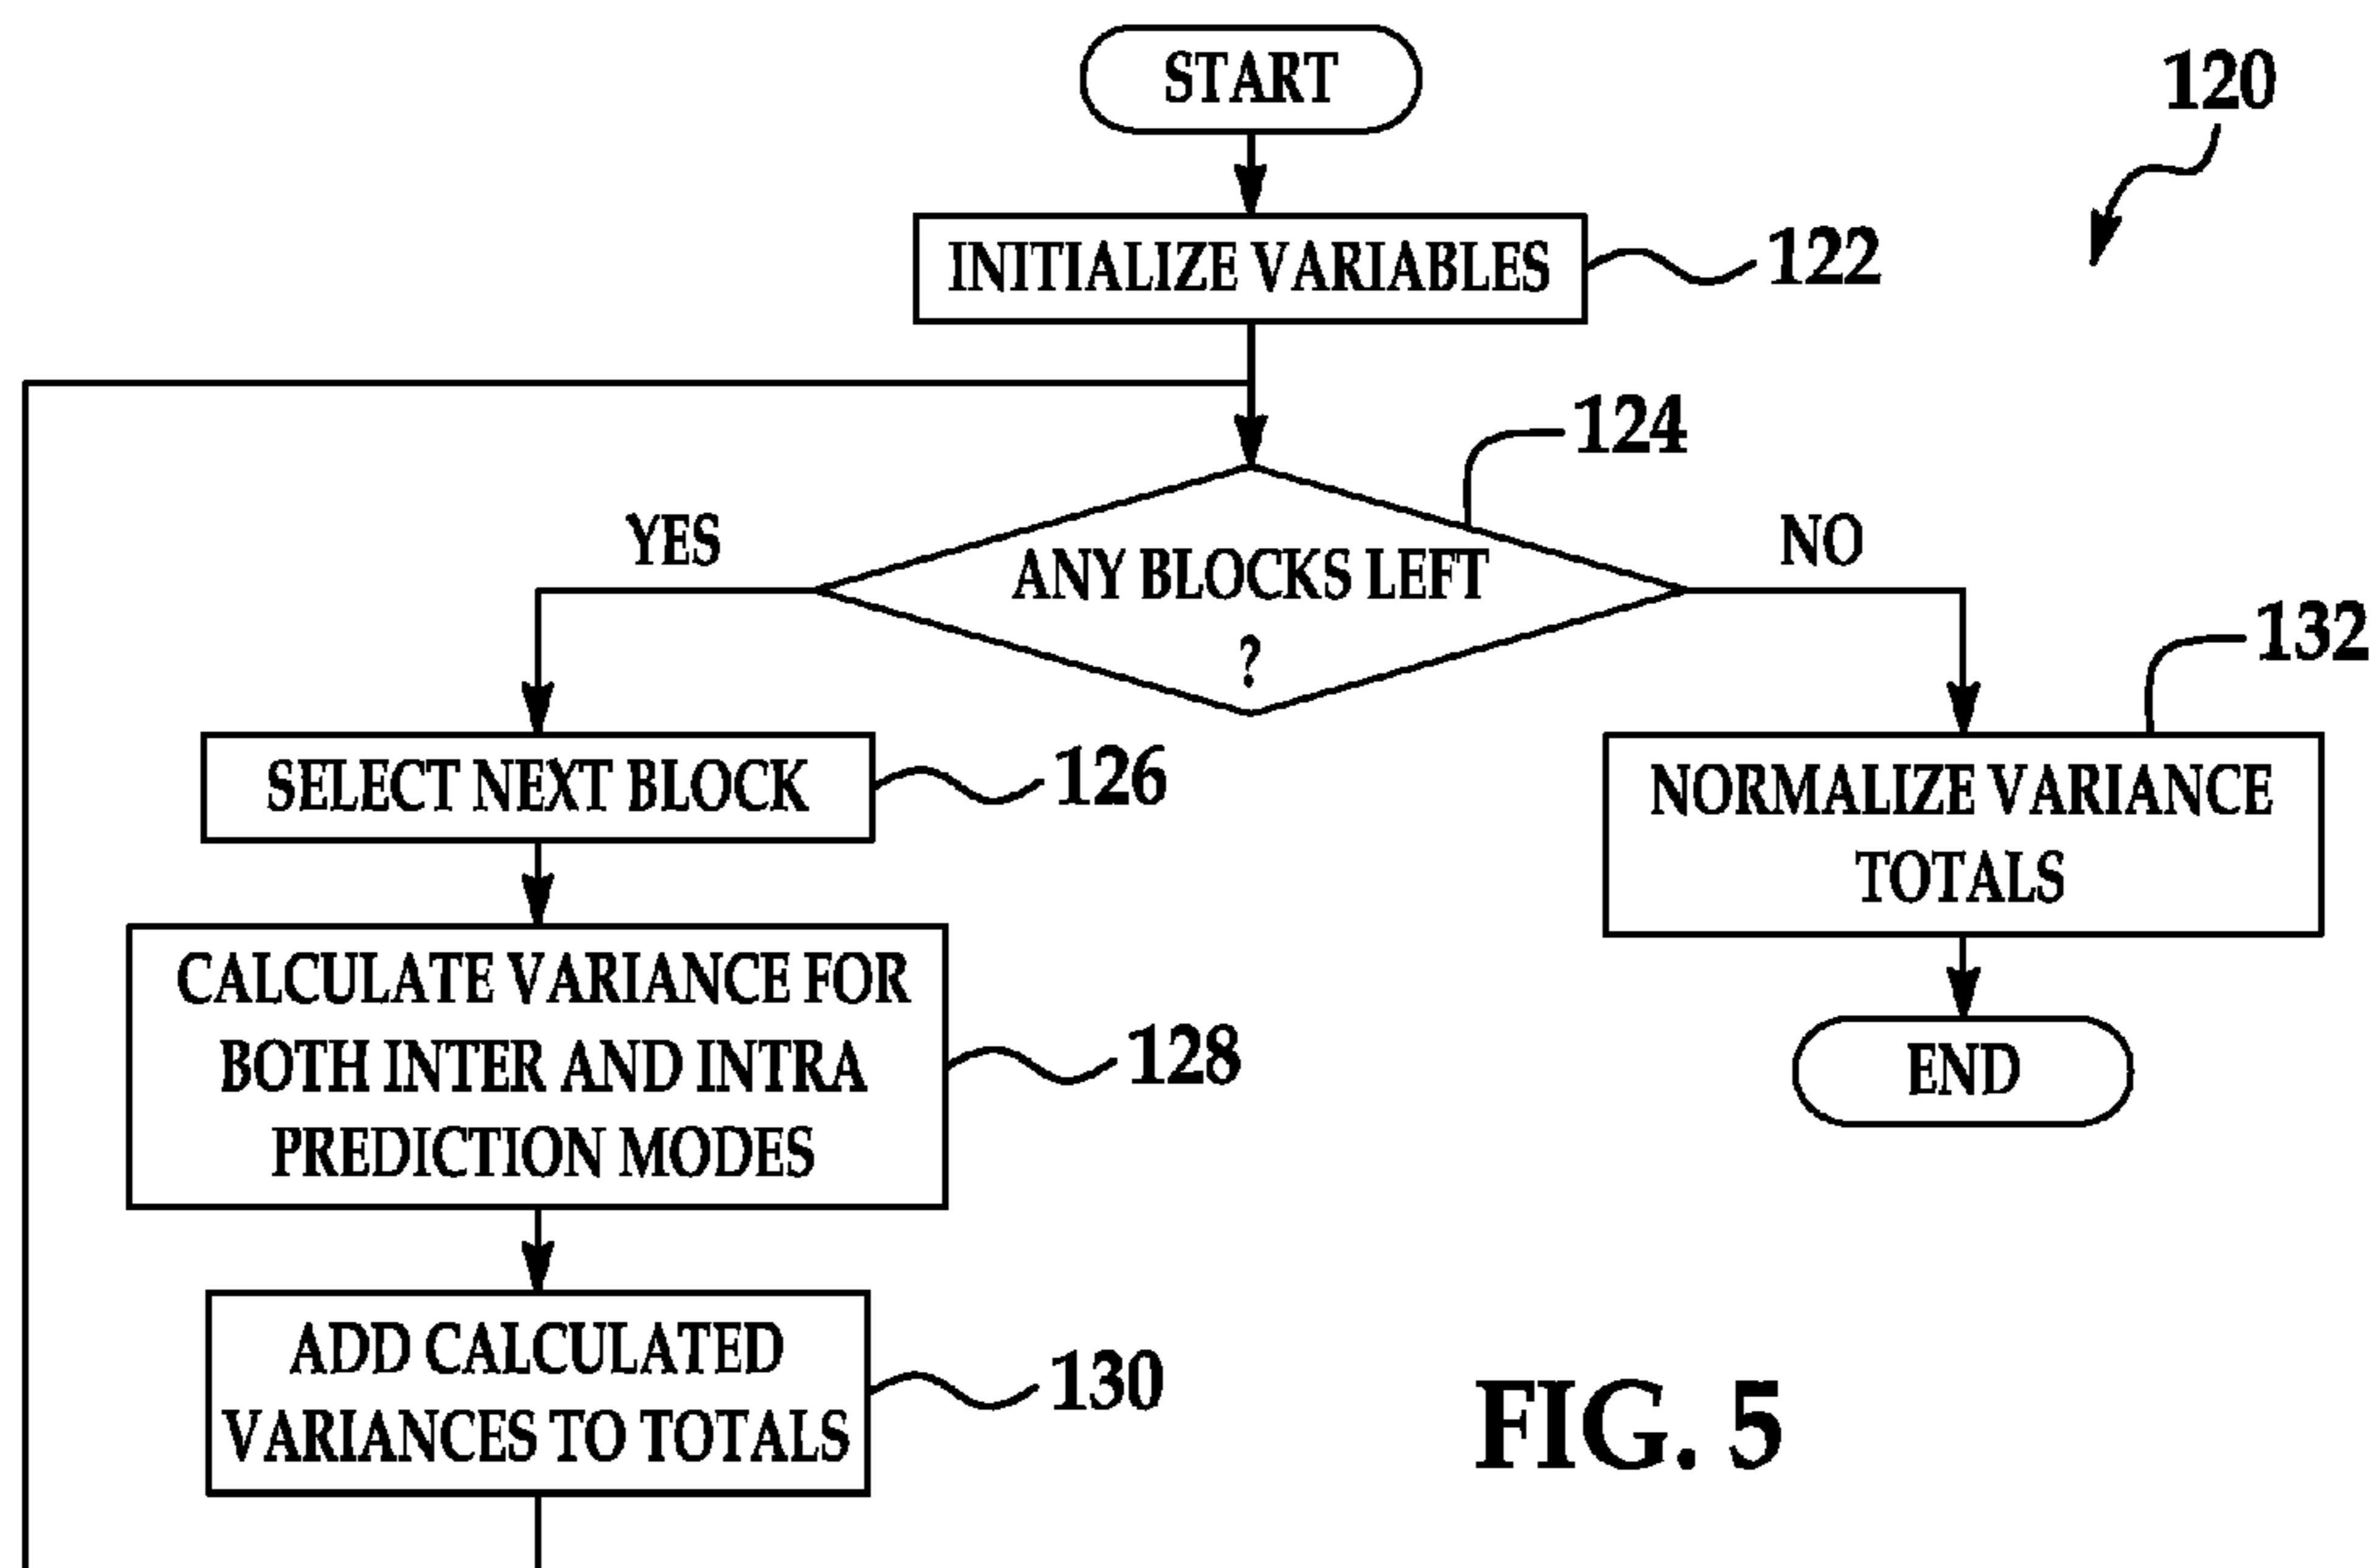 START
120
INITIALIZE VARIABLES
122
124
YES
ANY BLOCKS LEFT
?
NO
132
SELECT NEXT BLOCK
126
NORMALIZE VARIANCE
TOTALS
CALCULATE VARIANCE FOR
BOTH INTER AND INTRA
PREDICTION MODES
128
END
ADD CALCULATED
VARIANCES TO TOTALS
130
FIG. 5